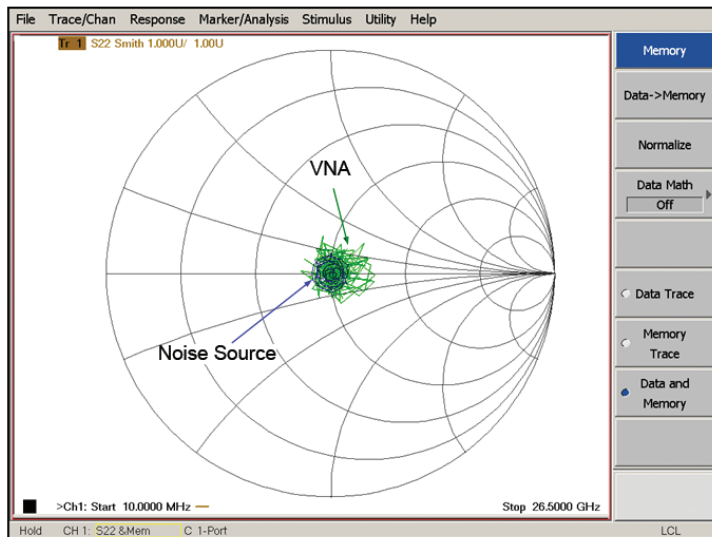 File Trace/Chan Response Marker/Analysis Stimulus Utility Help
Tr 1 S22 Smith 1.000U/ 1.00U
VNA
Noise Source
>Ch1: Start 10.0000 MHz
Stop 26.5000 GHz
Memory
Data->Memory
Normalize
Data Math
Off
Data Trace
Memory
Trace
Data and
Memory
Hold CH 1: S22 &Mem C 1-Port LCL